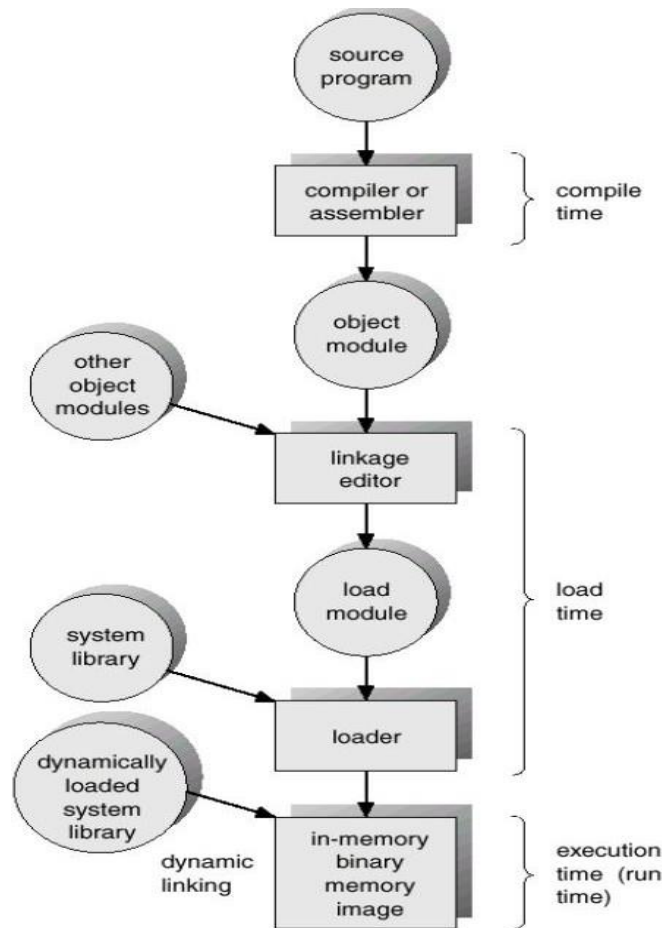 source
program
compiler or
assembler
compile
time
object
module
other
object
modules
linkage
editor
load
module
load
time
system
library
loader
dynamically
loaded
system
library
dynamic
linking
in-memory
binary
memory
image
execution
time (run
time)